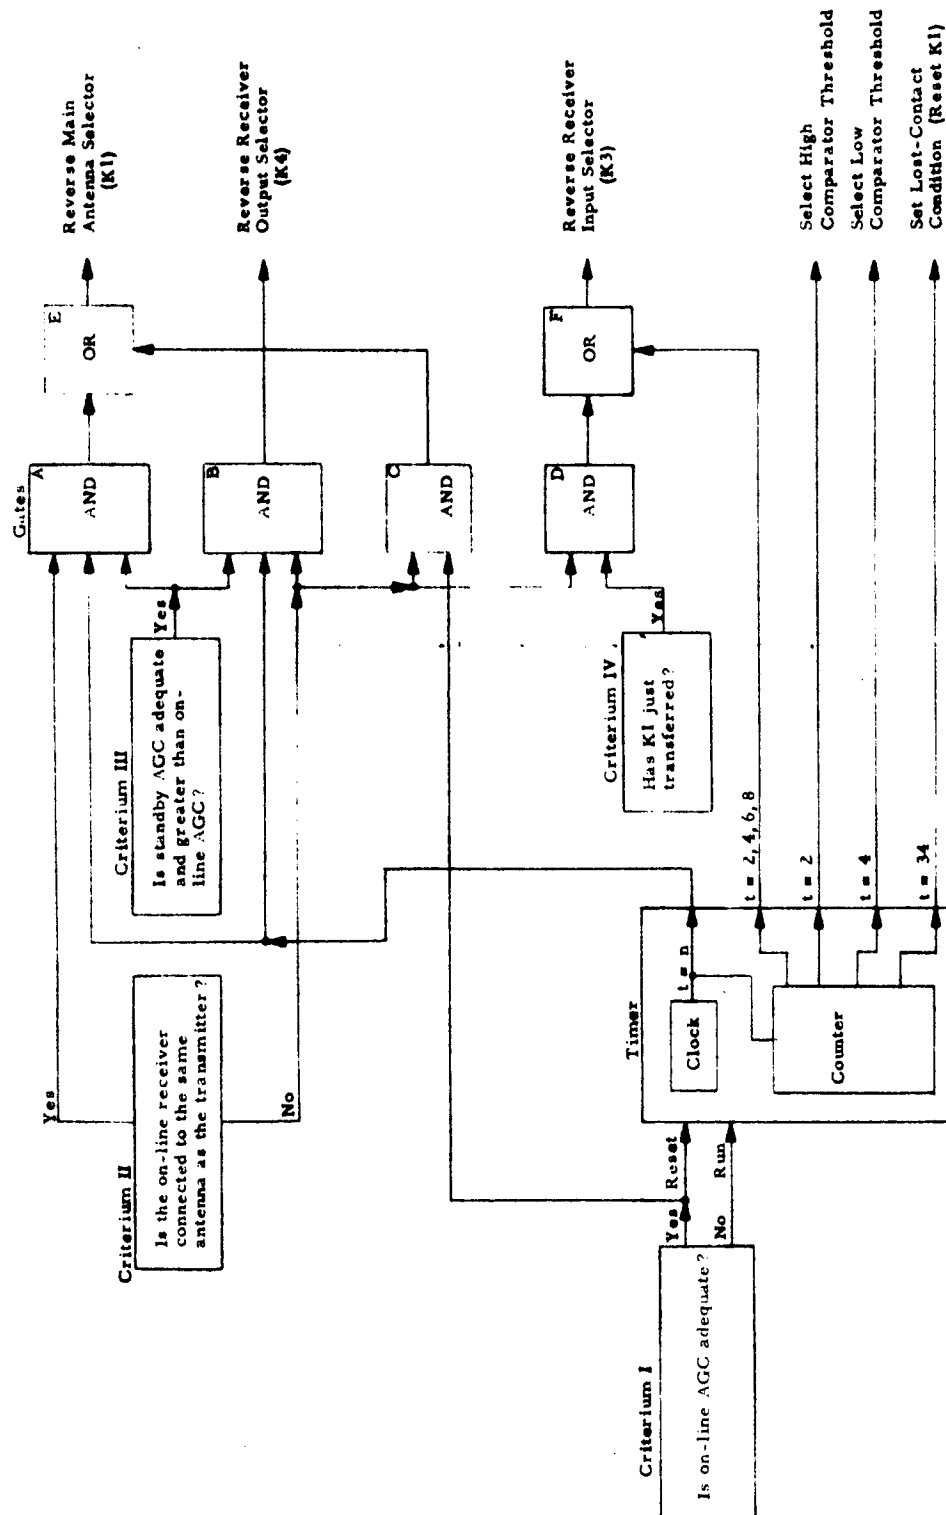 Criterium I
Is on-line AGC adequate?
Yes
No
Reset
Run
Criterium II
Is the on-line receiver
connected to the same
antenna as the transmitter?
Yes
No
Timer
Clock
t = n
Counter
t = 2, 4, 6, 8
t = 2
t = 4
t = 34
Criterium III
Is standby AGC adequate
and greater than on-
line AGC?
Yes
Criterium IV
Has K1 just
transferred?
Yes
Gates
A
AND
B
AND
C
AND
D
AND
E
OR
F
OR
Reverse Main
Antenna Selector
(K1)
Reverse Receiver
Output Selector
(K4)
Reverse Receiver
Input Selector
(K3)
Select High
Comparator Threshold
Select Low
Comparator Threshold
Set Lost-Contact
Condition (Reset K1)